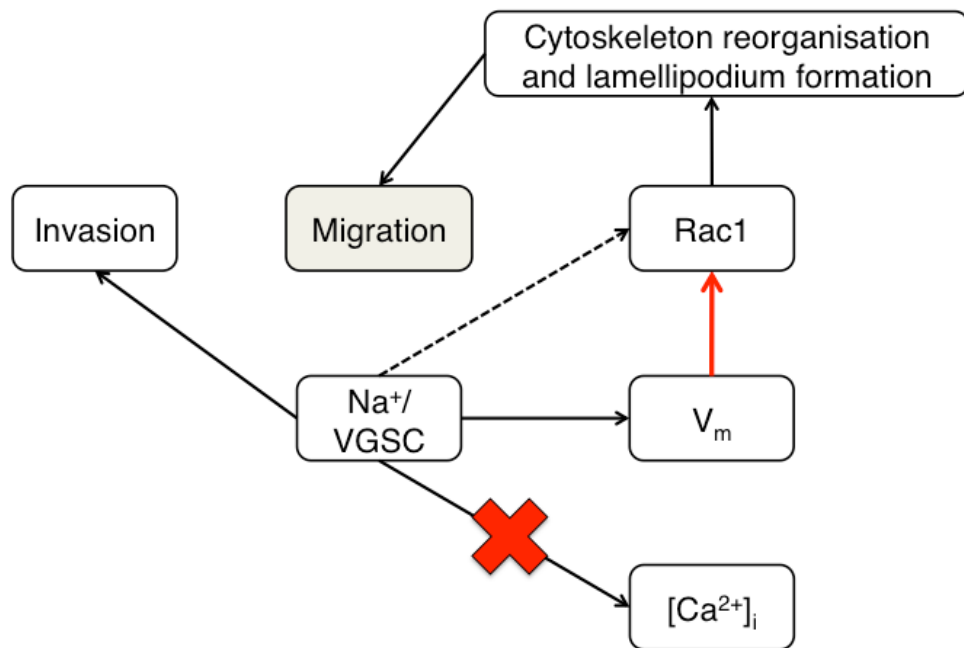 Cytoskeleton reorganisation
and lamellipodium formation
Invasion
Migration
Rac1
Na⁺/
VGSC
Vₘ
[Ca²⁺]ᵢ